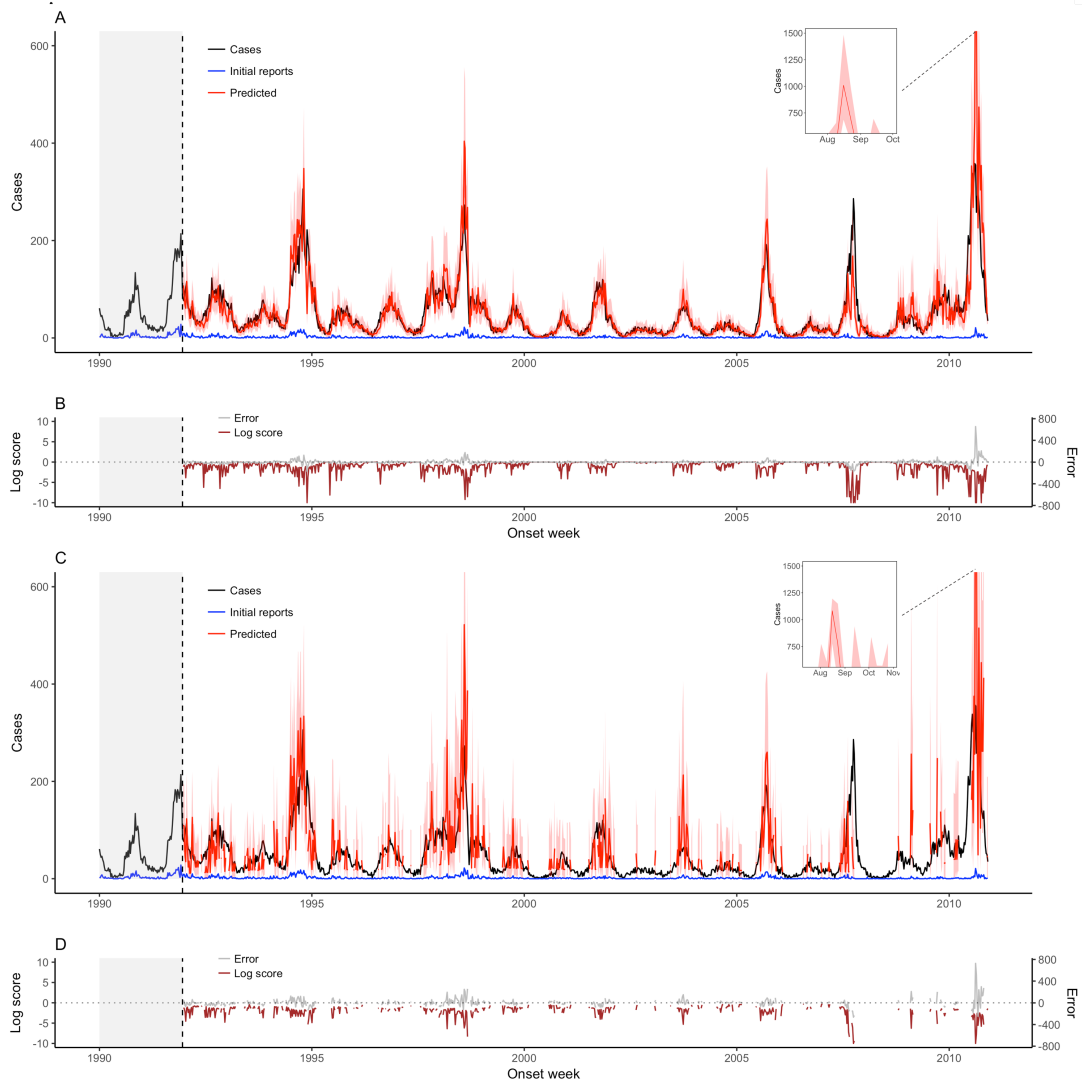 A
Cases
Initial reports
Predicted
600
400
200
0
Cases
1990
1995
2000
2005
2010
Onset week
1500
1250
1000
750
Cases
Aug
Sep
Oct
B
Error
Log score
10
5
0
-5
-10
Log score
800
400
0
-400
-800
Error
1990
1995
2000
2005
2010
Onset week
C
Cases
Initial reports
Predicted
600
400
200
0
Cases
1990
1995
2000
2005
2010
1500
1250
1000
750
Cases
Aug
Sep
Oct
Nov
D
Error
Log score
10
5
0
-5
-10
Log score
800
400
0
-400
-800
Error
1990
1995
2000
2005
2010
Onset week